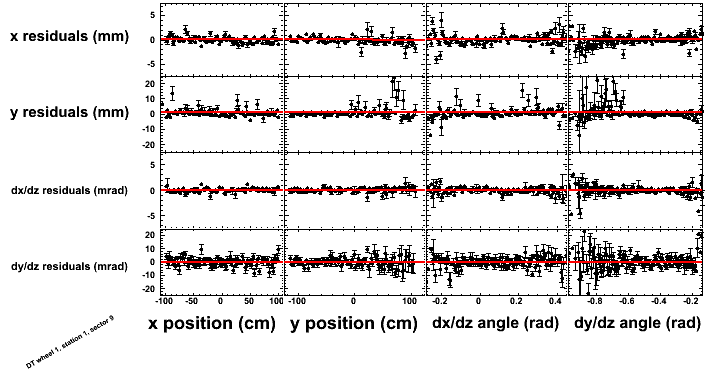 x residuals (mm)
5
0
-5
y residuals (mm)
20
10
0
-10
-20
dx/dz residuals (mrad)
5
0
-5
dy/dz residuals (mrad)
20
10
0
-10
-20
-100 -50 0 50 100 -100 0 100 -0.2 0 0.2 0.4 -0.8 -0.6 -0.4 -0.2
x position (cm) y position (cm) dx/dz angle (rad) dy/dz angle (rad)
DT wheel 1, station 1, sector 9